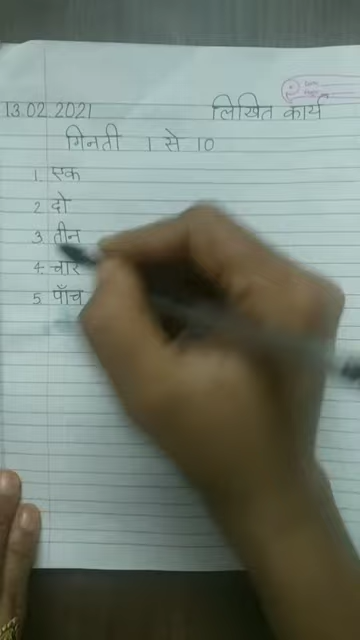 13.02.2021 लिखित कार्य
गिनती 1 से 10
1. एक
2. दो
3. तीन
4. चार
5. पाँच